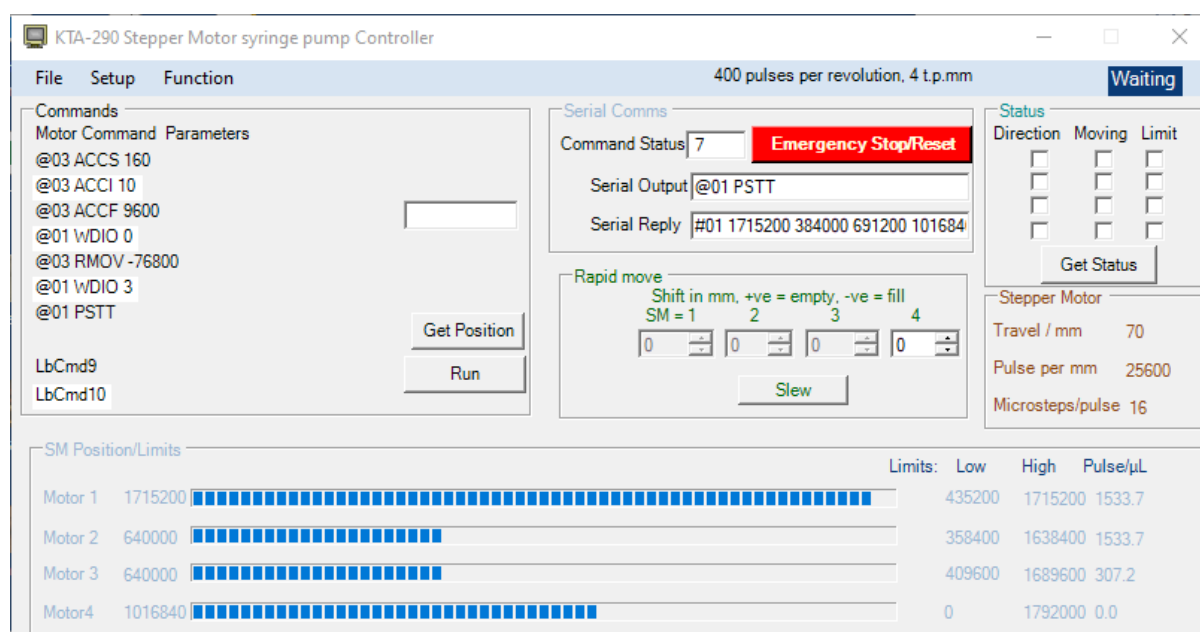 KTA-290 Stepper Motor syringe pump Controller
File Setup Function
400 pulses per revolution, 4 t.p.mm
Waiting
Commands
Motor Command Parameters
@03 ACCS 160
@03 ACCI 10
@03 ACCF 9600
@01 WDIO 0
@03 RMOV -76800
@01 WDIO 3
@01 PSTT
LbCmd9
LbCmd10
Get Position
Run
Serial Comms
Command Status 7
Emergency Stop/Reset
Serial Output @01 PSTT
Serial Reply #01 1715200 384000 691200 101684
Rapid move
Shift in mm, +ve = empty, -ve = fill
SM = 1 2 3 4
0 0 0 0
Slew
Status
Direction Moving Limit
Get Status
Stepper Motor
Travel / mm 70
Pulse per mm 25600
Microsteps/pulse 16
SM Position/Limits
Limits: Low High Pulse/µL
Motor 1 1715200 435200 1715200 1533.7
Motor 2 640000 358400 1638400 1533.7
Motor 3 640000 409600 1689600 307.2
Motor4 1016840 0 1792000 0.0